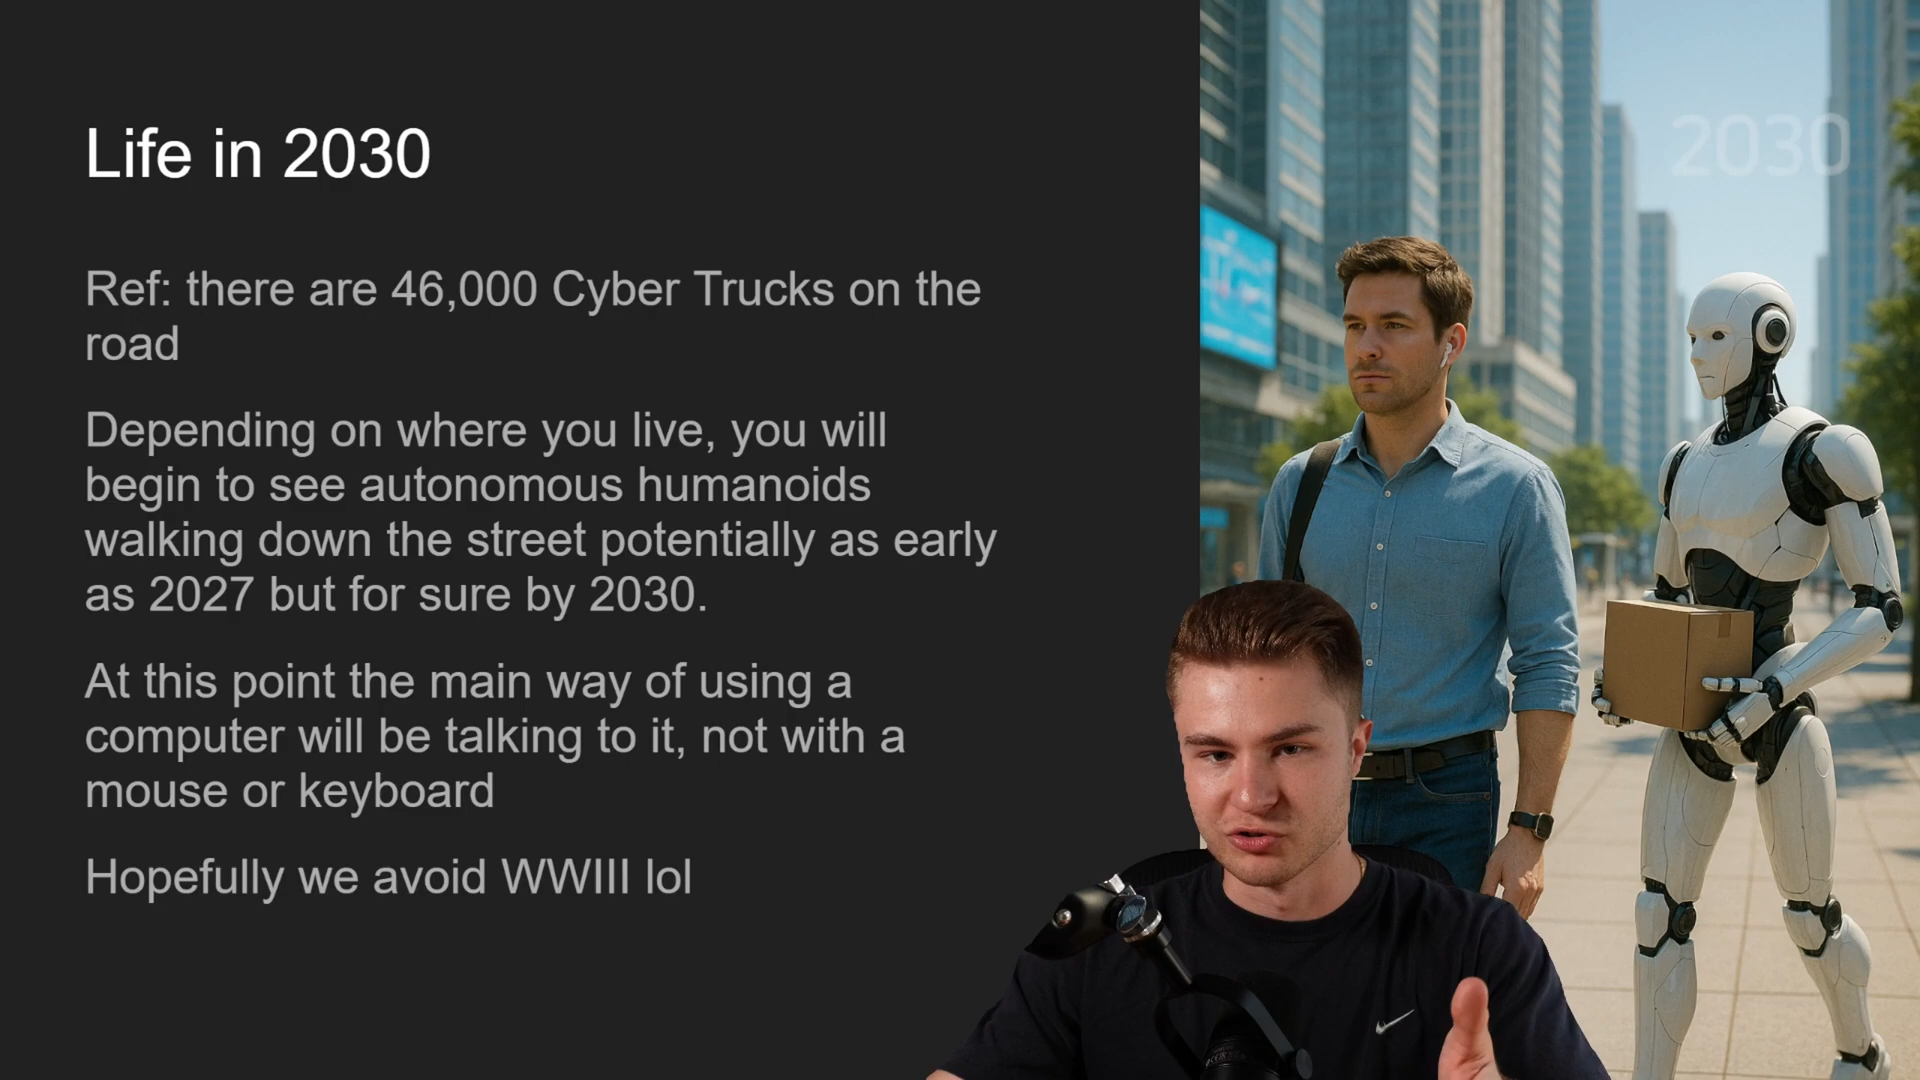 Life in 2030
Ref: there are 46,000 Cyber Trucks on the
road
Depending on where you live, you will
begin to see autonomous humanoids
walking down the street potentially as early
as 2027 but for sure by 2030.
At this point the main way of using a
computer will be talking to it, not with a
mouse or keyboard
Hopefully we avoid WWIII lol
2030